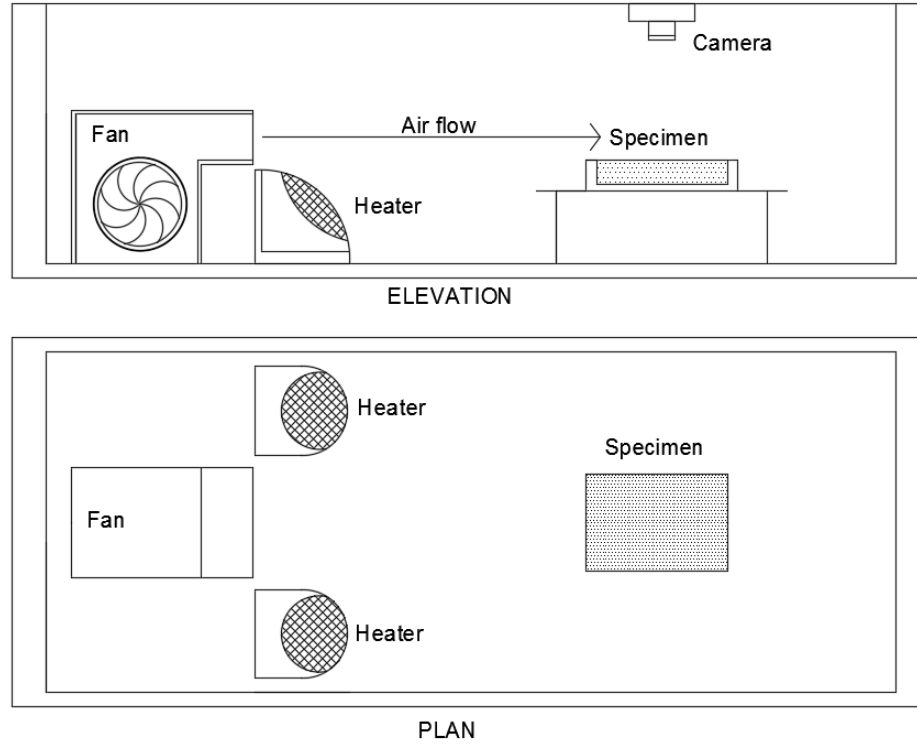 Camera
Fan
Air flow
Specimen
Heater
ELEVATION
Heater
Specimen
Fan
Heater
PLAN